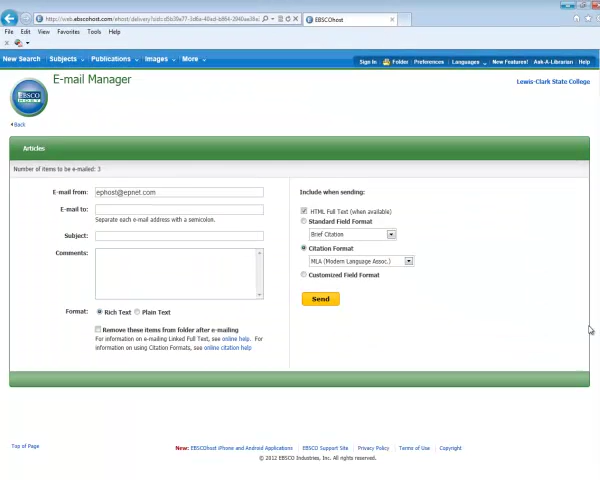 EBSCOhost
File Edit View Favorites Tools Help
New Search Subjects Publications Images More Sign In Folder Preferences Languages New Features! Ask-A-Librarian Help
EBSCO
HOST
E-mail Manager
Lewis-Clark State College
Back
Articles
Number of items to be e-mailed: 3
E-mail from: ephost@epnet.com
E-mail to:
Separate each e-mail address with a semicolon.
Subject:
Comments:
Format: Rich Text Plain Text
Remove these items from folder after e-mailing
For information on e-mailing Linked Full Text, see online help. For
information on using Citation Formats, see online citation help
Include when sending:
HTML Full Text (when available)
Standard Field Format
Brief Citation
Citation Format
MLA (Modern Language Assoc.)
Customized Field Format
Send
Top of Page
New: EBSCOhost iPhone and Android Applications EBSCO Support Site Privacy Policy Terms of Use Copyright
© 2012 EBSCO Industries, Inc. All rights reserved.